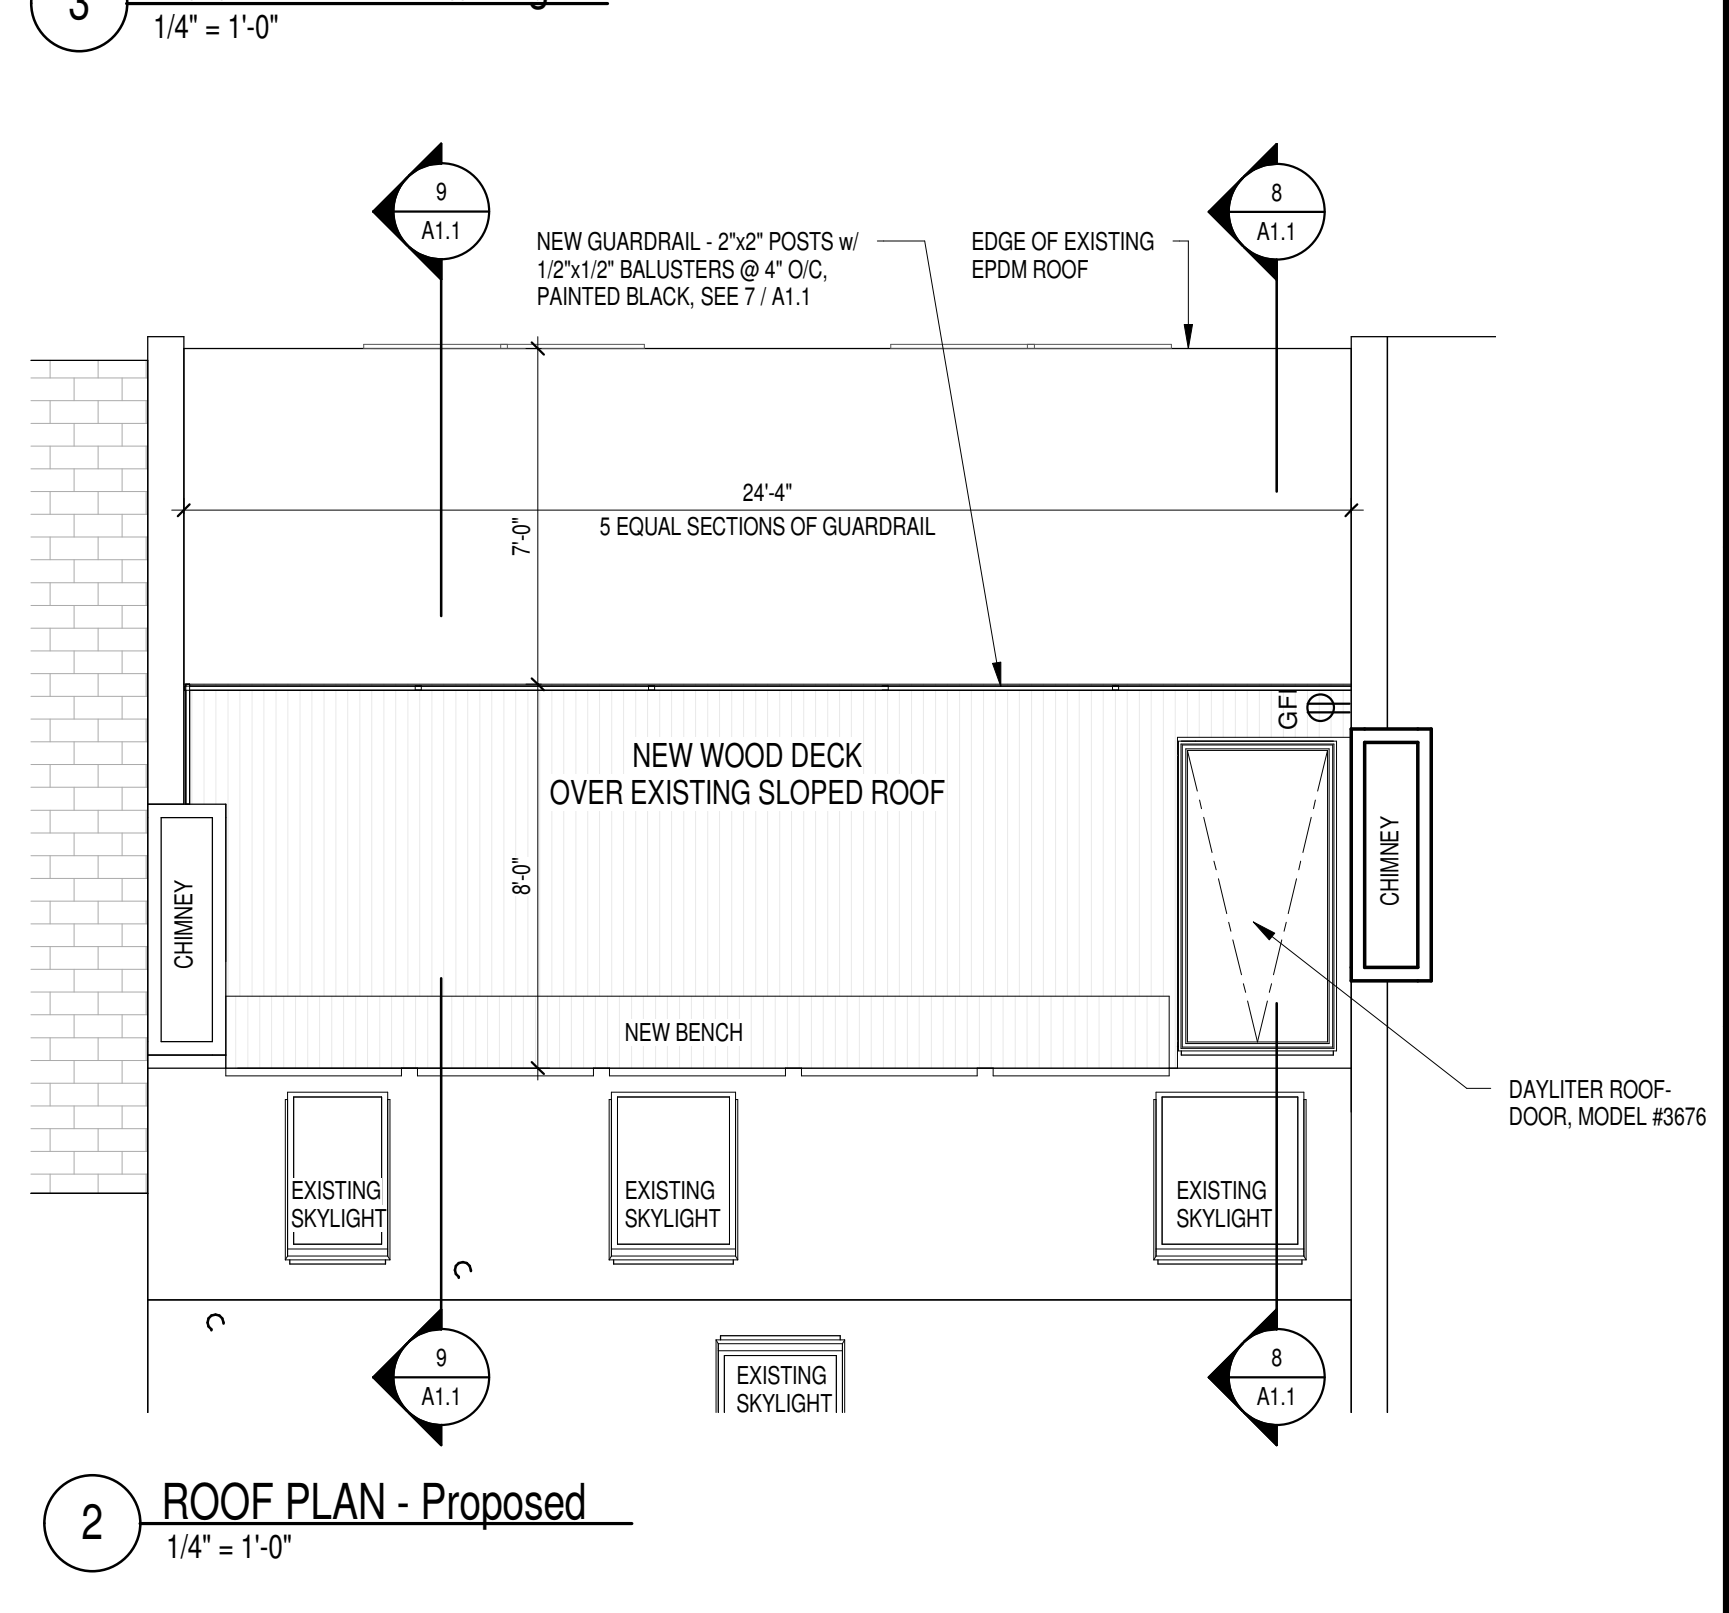 3
1/4" = 1'-0"
9
A1.1
8
A1.1
NEW GUARDRAIL - 2"x2" POSTS w/
1/2"x1/2" BALUSTERS @ 4" O/C,
PAINTED BLACK, SEE 7 / A1.1
EDGE OF EXISTING
EPDM ROOF
24'-4"
5 EQUAL SECTIONS OF GUARDRAIL
7'-0"
GFI
NEW WOOD DECK
OVER EXISTING SLOPED ROOF
8'-0"
CHIMNEY
CHIMNEY
NEW BENCH
DAYLITER ROOF-
DOOR, MODEL #3676
EXISTING
SKYLIGHT
EXISTING
SKYLIGHT
EXISTING
SKYLIGHT
9
A1.1
EXISTING
SKYLIGHT
8
A1.1
2
ROOF PLAN - Proposed
1/4" = 1'-0"